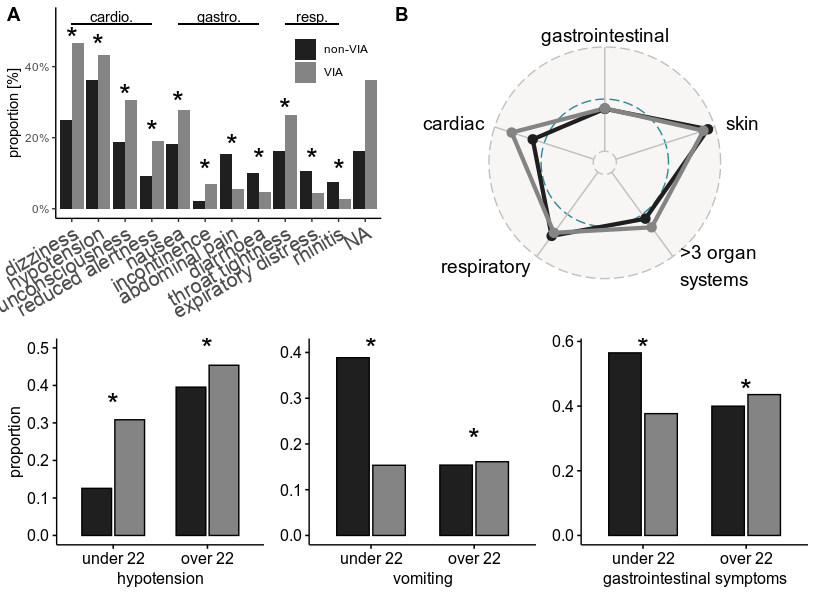 A
cardio.
gastro.
resp.
non-VIA
VIA
proportion [%]
40%
20%
0%
* * * * * * * * * * *
dizziness
hypotension
unconsciousness
reduced alertness
nausea
incontinence
abdominal pain
diatrrhoea
throat tightness
expiratory distress
rhinitis
NA
B
gastrointestinal
cardiac
skin
respiratory
>3 organ
systems
proportion
0.5
0.4
0.3
0.2
0.1
0.0
* *
under 22 over 22
hypotension
0.4
0.3
0.2
0.1
0.0
* *
under 22 over 22
vomiting
0.6
0.4
0.2
0.0
* *
under 22 over 22
gastrointestinal symptoms